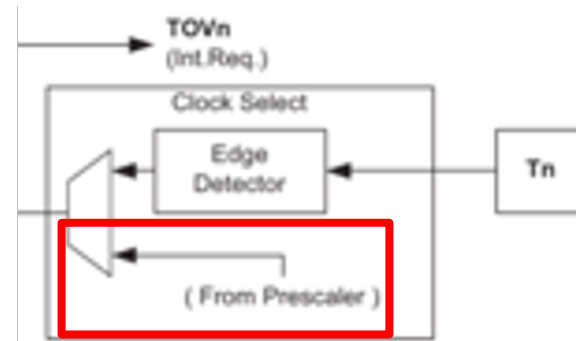 TOVn
(Int.Req.)
Clock Select
Edge
Detector
Tn
( From Prescaler )